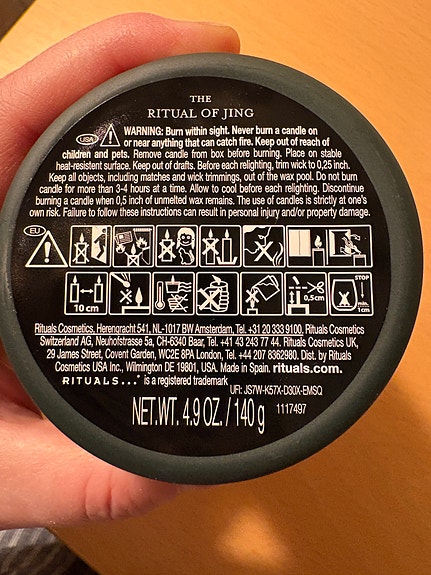 THE
RITUAL OF JING
USA WARNING: Burn within sight. Never burn a candle on
or near anything that can catch fire. Keep out of reach of
children and pets. Remove candle from box before burning. Place on stable
heat-resistent surface. Keep out of drafts. Before each relighting, trim wick to 0,25 inch.
Keep all objects, including matches and wick trimmings, out of the wax pool. Do not burn
candle for more than 3-4 hours at a time. Allow to cool before each relighting. Discontinue
burning a candle when 0,5 inch of unmelted wax remains. The use of candles is strictly at one's
own risk. Failure to follow these instructions can result in personal injury and/or property damage.
EU
10 cm 0,5cm STOP min. 1cm
Rituals Cosmetics, Herengracht 541, NL-1017 BW Amsterdam, Tel. +31 20 333 9100. Rituals Cosmetics
Switzerland AG, Neuhofstrasse 5a, CH-6340 Baar, Tel. +41 43 243 77 44. Rituals Cosmetics UK,
29 James Street, Covent Garden, WC2E 8PA London, Tel. +44 207 8362980. Dist. by Rituals
Cosmetics USA Inc., Wilmington DE 19801, USA. Made in Spain. rituals.com.
RITUALS...® is a registered trademark
UFI: JS7W-K57X-D30X-EMSQ
NET.WT. 4.9 OZ. / 140 g 1117497